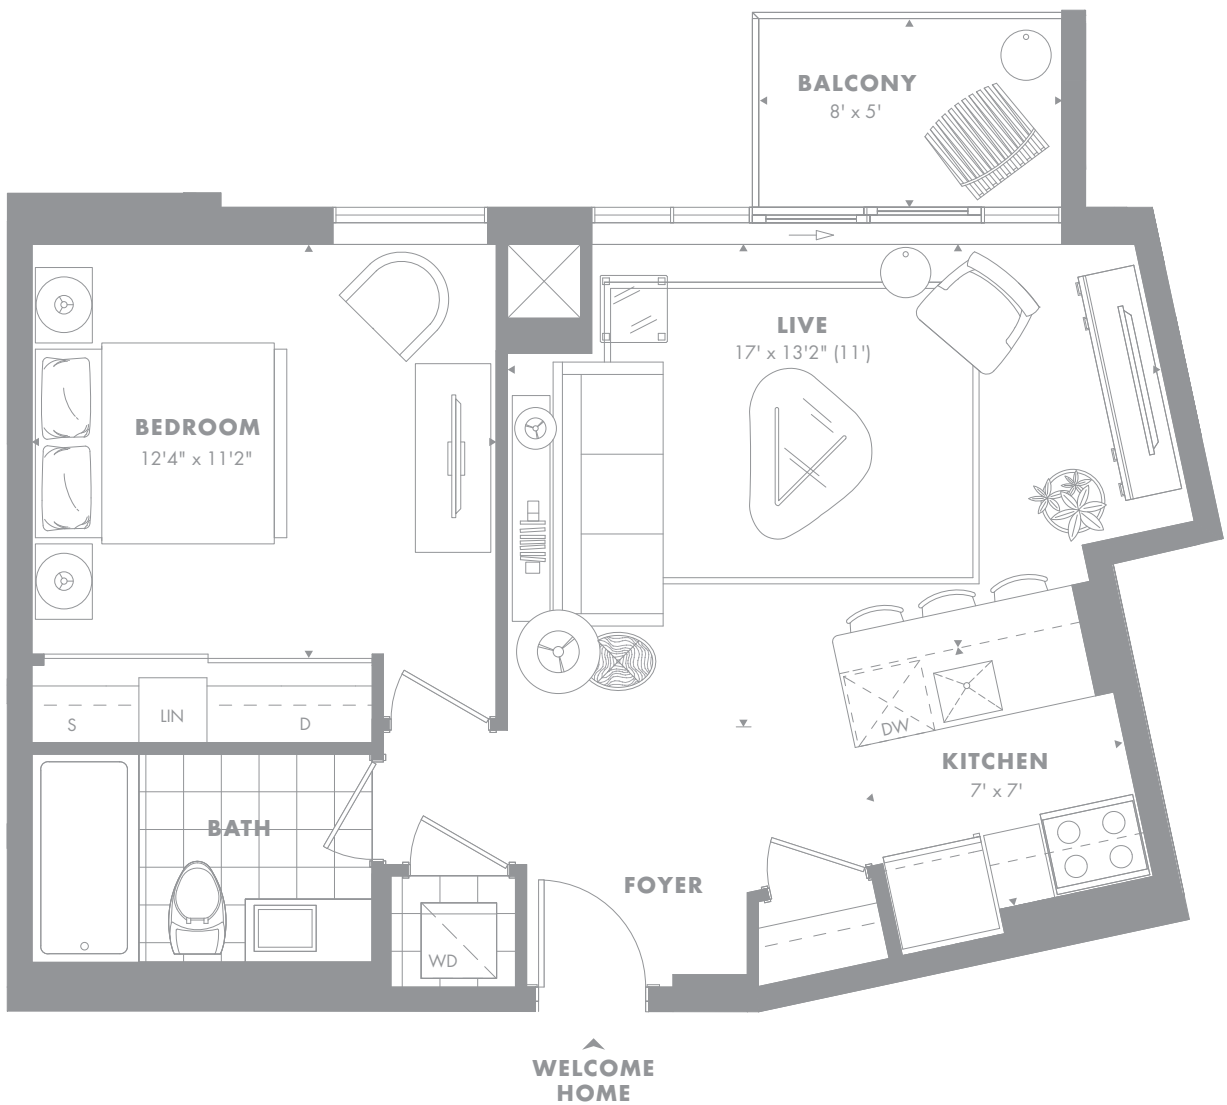 BALCONY
8' x 5'
LIVE
17' x 13'2" (11')
BEDROOM
12'4" x 11'2"
S
LIN
D
DW
KITCHEN
7' x 7'
BATH
FOYER
WD
WELCOME
HOME